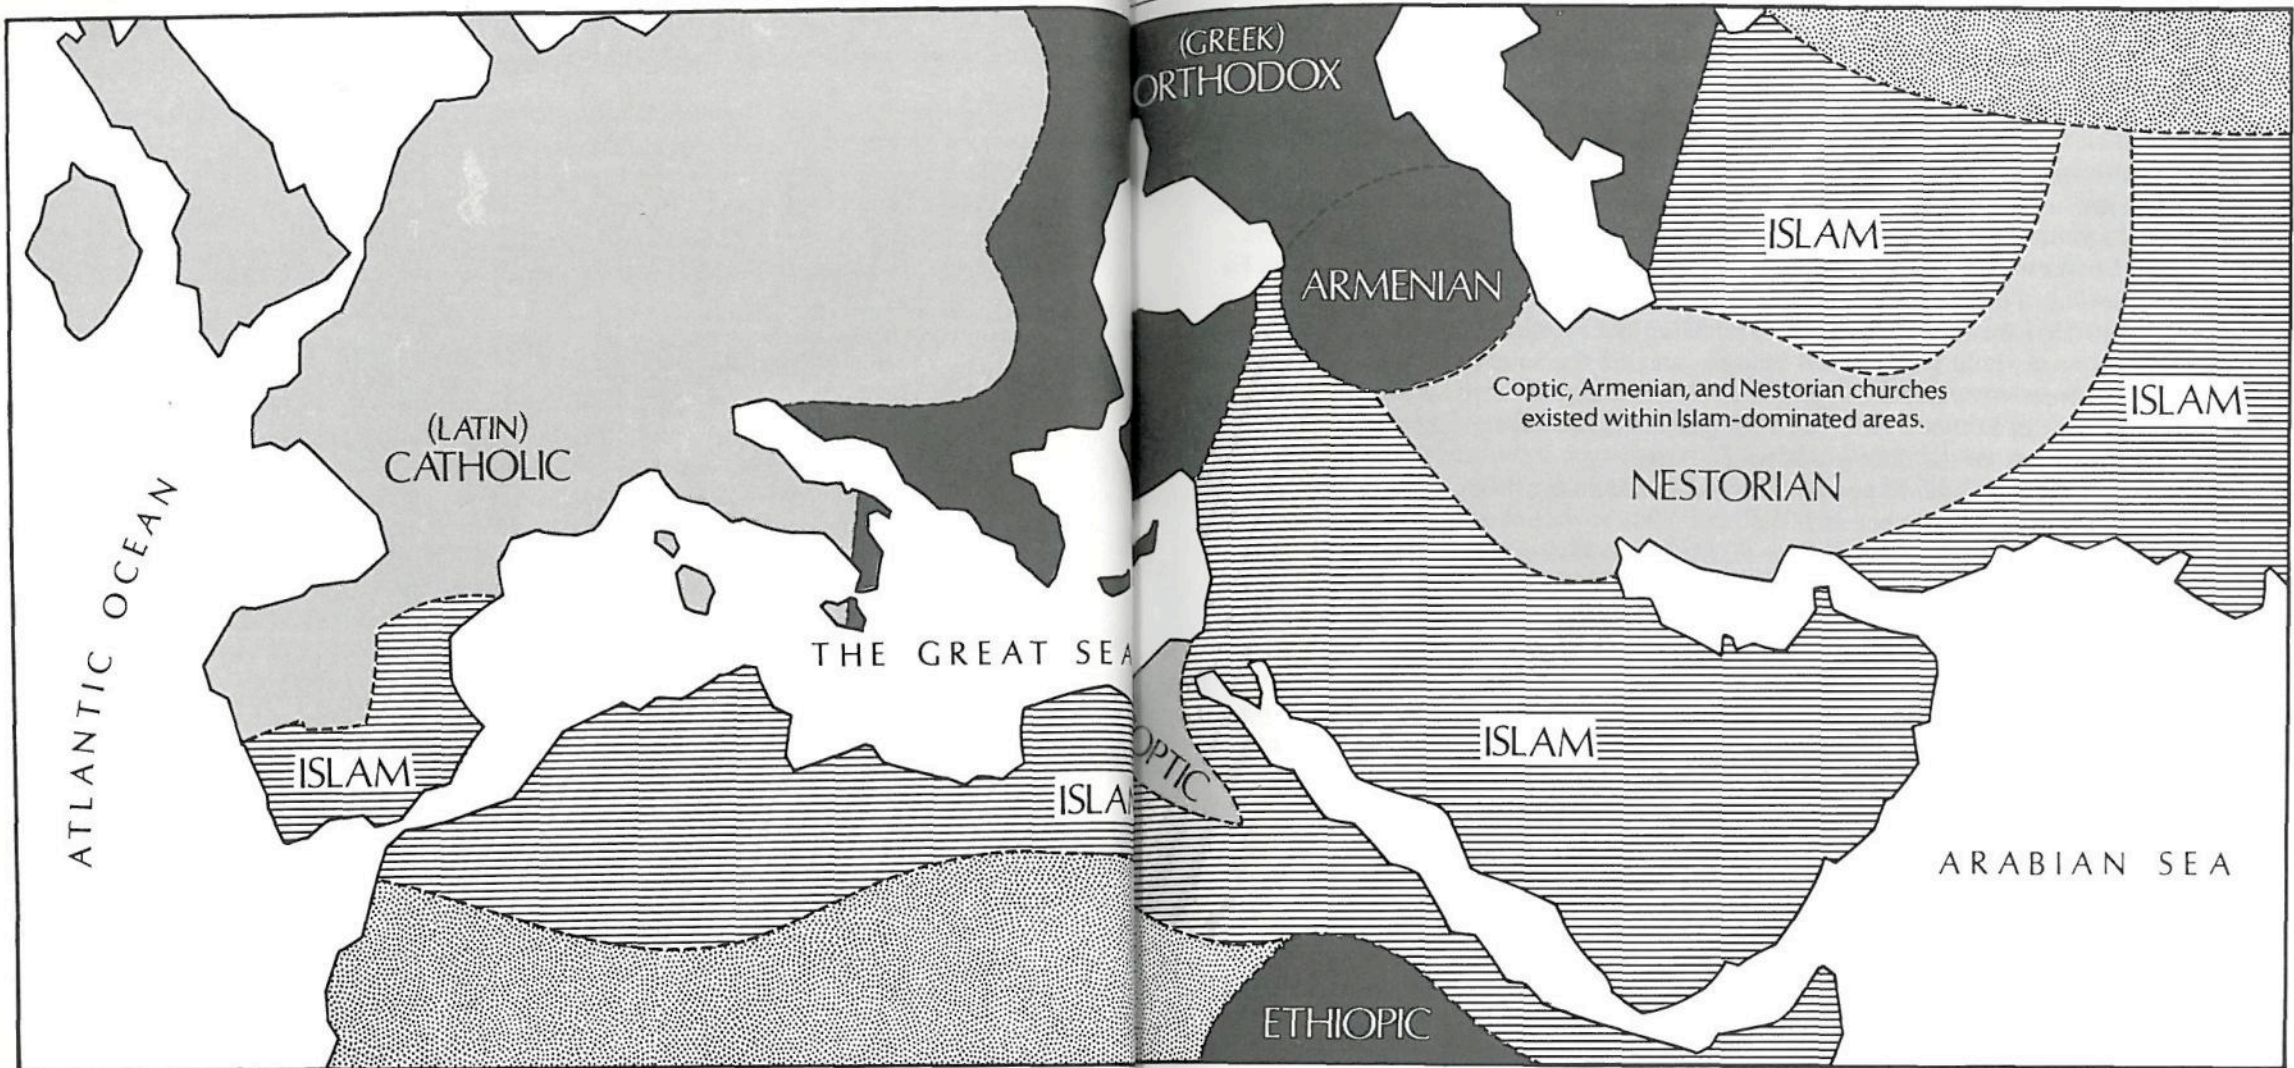 (GREEK)
ORTHODOX
ISLAM
ARMENIAN
Coptic, Armenian, and Nestorian churches
existed within Islam-dominated areas.
ISLAM
(LATIN)
CATHOLIC
NESTORIAN
ATLANTIC OCEAN
THE GREAT SEA
ISLAM
ISLAM
OPTIC
ISLA
ARABIAN SEA
ETHIOPIC